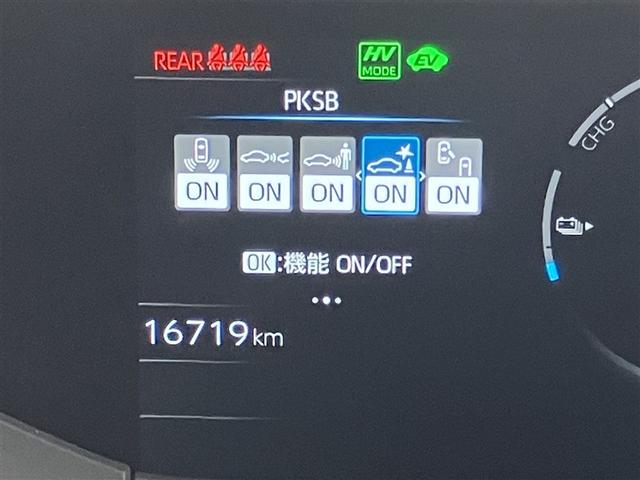 REAR
HV
MODE
EV
PKSB
ON ON ON ON ON
OK:機能 ON/OFF
CHG
16719km